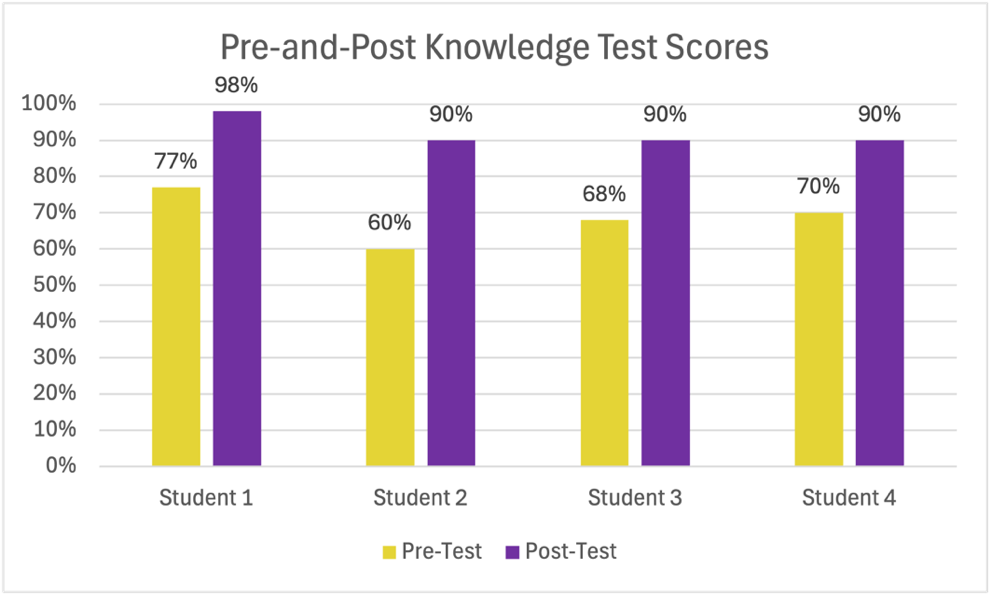 Pre-and-Post Knowledge Test Scores
98%
100%
90%
90%
90%
90%
77%
80%
70%
68%
70%
60%
60%
50%
40%
30%
20%
10%
0%
Student 1
Student 2
Student 3
Student 4
Pre-Test
Post-Test